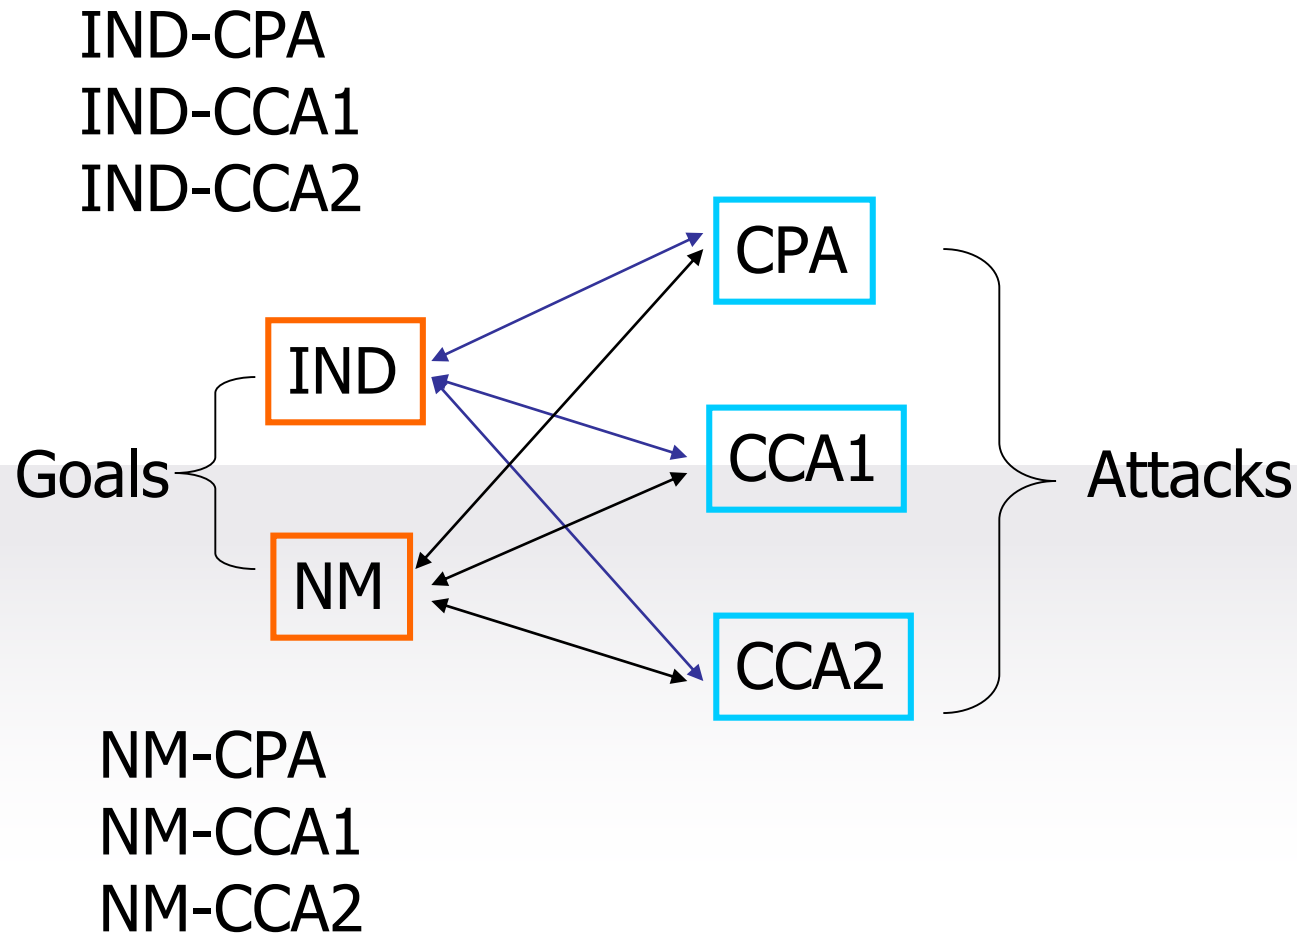 IND-CPA
IND-CCA1
IND-CCA2
CPA
IND
CCA1
Goals
Attacks
NM
CCA2
NM-CPA
NM-CCA1
NM-CCA2